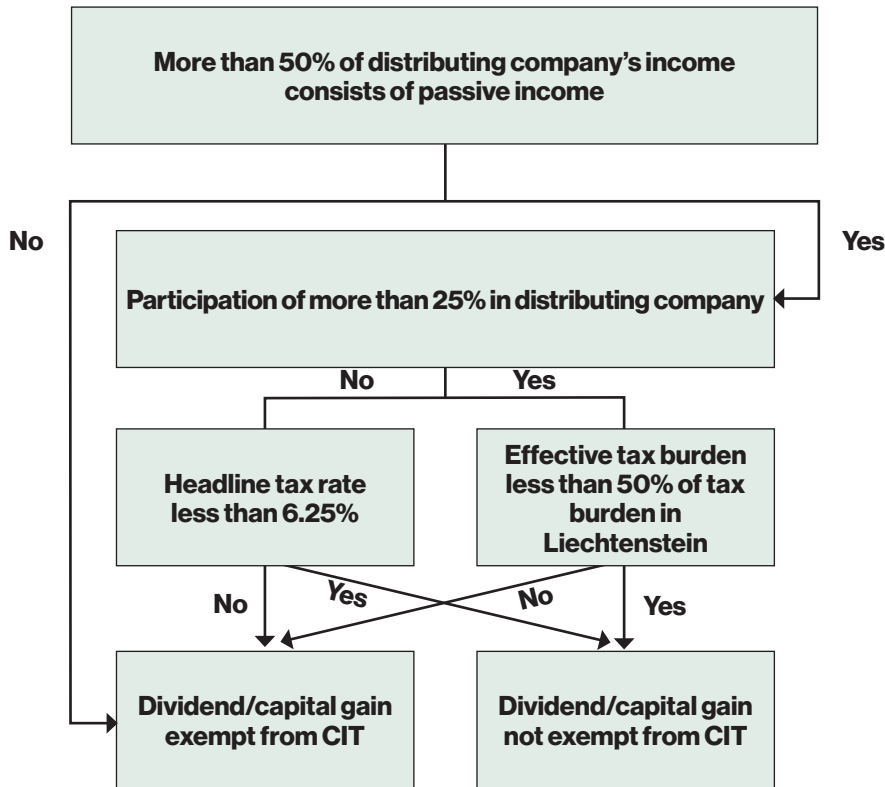 More than 50% of distributing company’s income
consists of passive income
No
Yes
Participation of more than 25% in distributing company
No
Yes
Headline tax rate
less than 6.25%
Effective tax burden
less than 50% of tax
burden in
Liechtenstein
No
Yes
No
Yes
Dividend/capital gain
exempt from CIT
Dividend/capital gain
not exempt from CIT